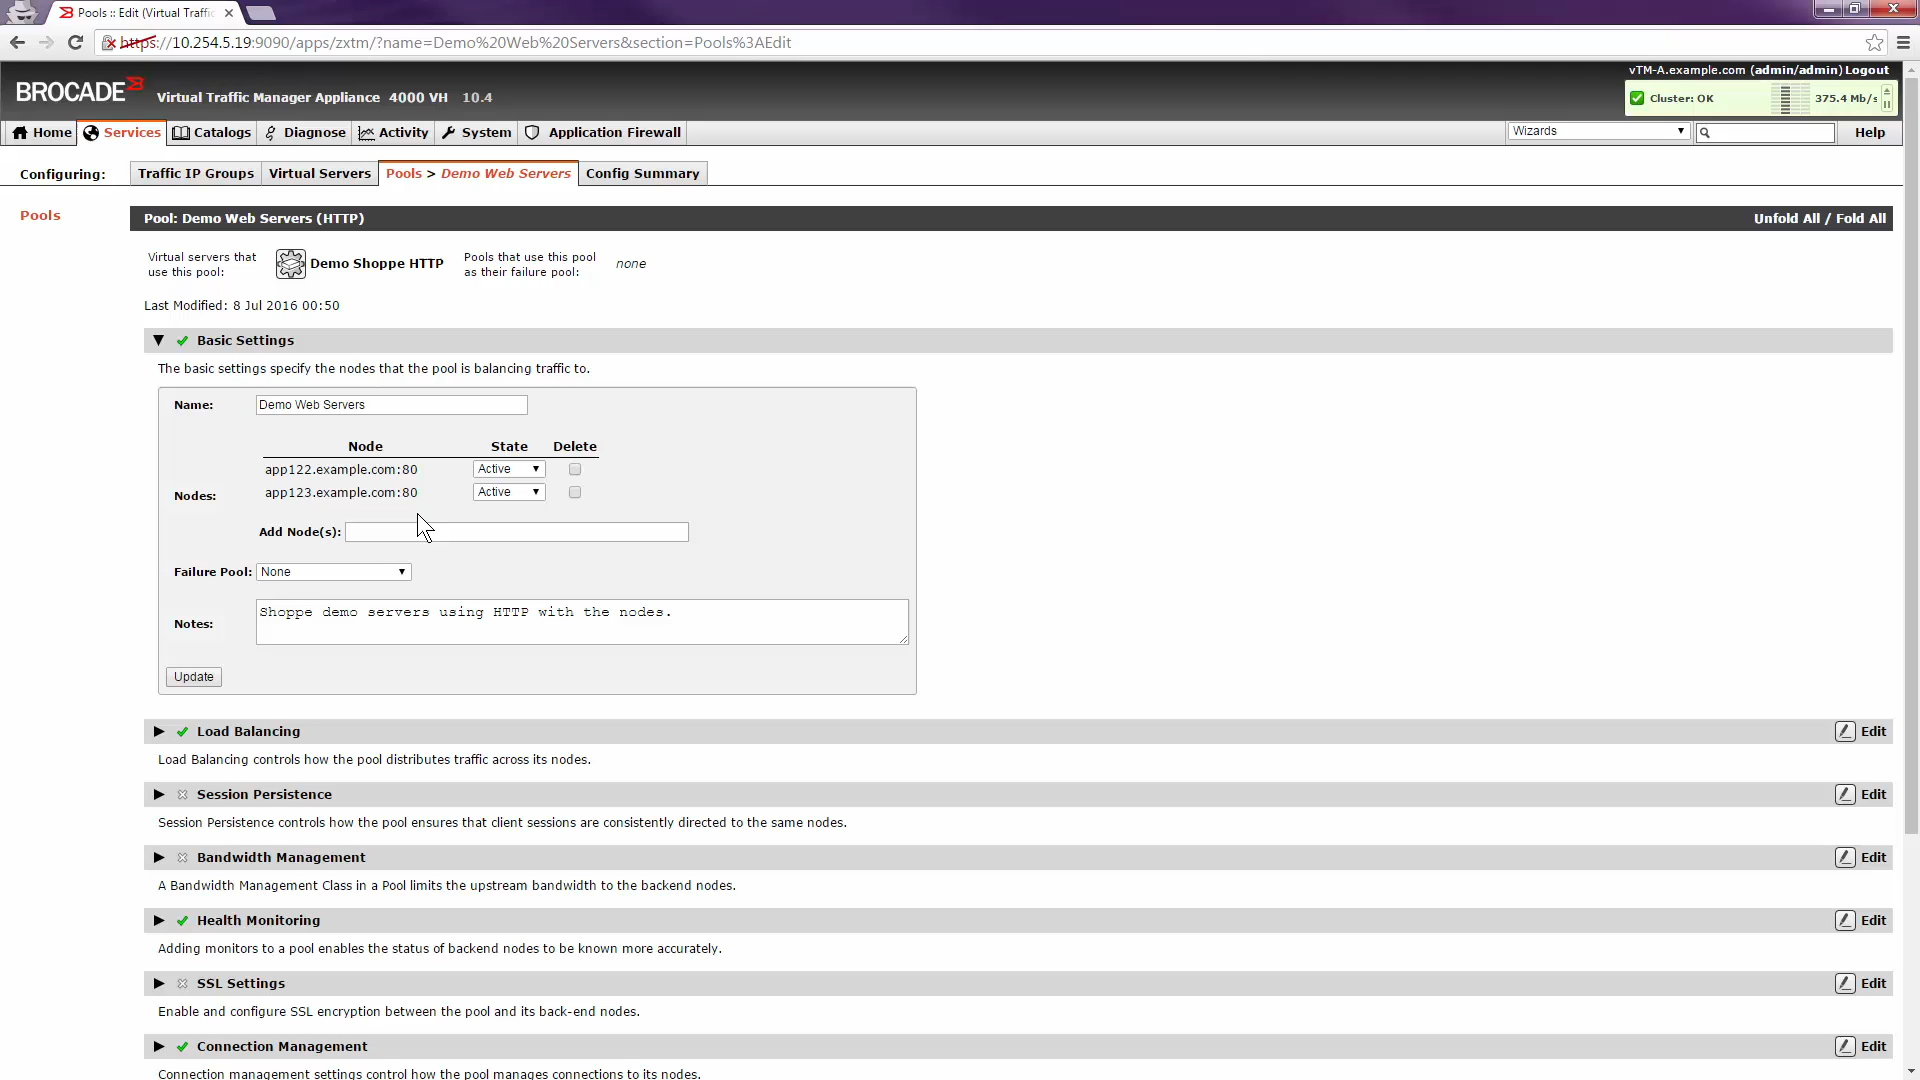 Pools :: Edit (Virtual Traffic
https://10.254.5.19:9090/apps/zxtm/?name=Demo%20Web%20Servers&section=Pools%3AEdit
BROCADE
Virtual Traffic Manager Appliance 4000 VH 10.4
vTM-A.example.com (admin/admin) Logout
Cluster: OK
375.4 Mb/s
Home
Services
Catalogs
Diagnose
Activity
System
Application Firewall
Wizards
Help
Configuring:
Traffic IP Groups
Virtual Servers
Pools > Demo Web Servers
Config Summary
Pools
Pool: Demo Web Servers (HTTP)
Unfold All / Fold All
Virtual servers that
use this pool:
Demo Shoppe HTTP
Pools that use this pool
as their failure pool:
none
Last Modified: 8 Jul 2016 00:50
Basic Settings
The basic settings specify the nodes that the pool is balancing traffic to.
Name: Demo Web Servers
Node State Delete
app122.example.com:80 Active
Nodes:
app123.example.com:80 Active
Add Node(s):
Failure Pool: None
Notes: Shoppe demo servers using HTTP with the nodes.
Update
Load Balancing Edit
Load Balancing controls how the pool distributes traffic across its nodes.
Session Persistence Edit
Session Persistence controls how the pool ensures that client sessions are consistently directed to the same nodes.
Bandwidth Management Edit
A Bandwidth Management Class in a Pool limits the upstream bandwidth to the backend nodes.
Health Monitoring Edit
Adding monitors to a pool enables the status of backend nodes to be known more accurately.
SSL Settings Edit
Enable and configure SSL encryption between the pool and its back-end nodes.
Connection Management Edit
Connection management settings control how the pool manages connections to its nodes.